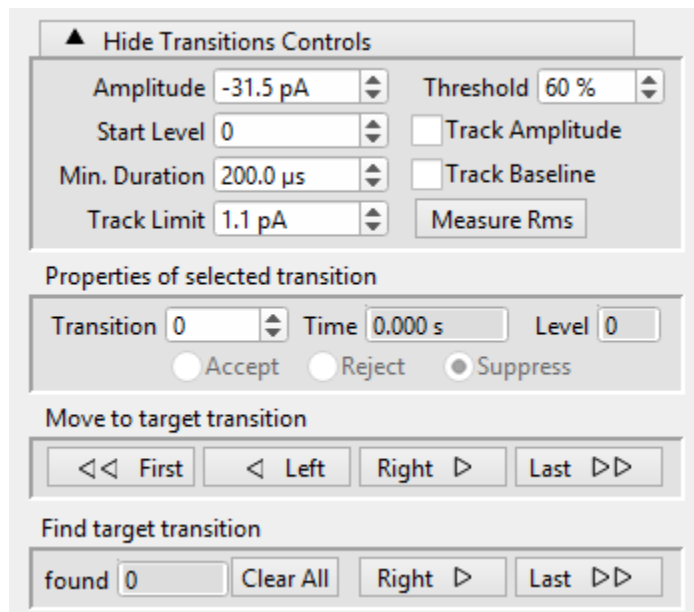 ▲ Hide Transitions Controls
Amplitude -31.5 pA Threshold 60 %
Start Level 0 Track Amplitude
Min. Duration 200.0 µs Track Baseline
Track Limit 1.1 pA Measure Rms
Properties of selected transition
Transition 0 Time 0.000 s Level 0
Accept Reject Suppress
Move to target transition
◁◁ First ◁ Left Right ▷ Last ▷▷
Find target transition
found 0 Clear All Right ▷ Last ▷▷